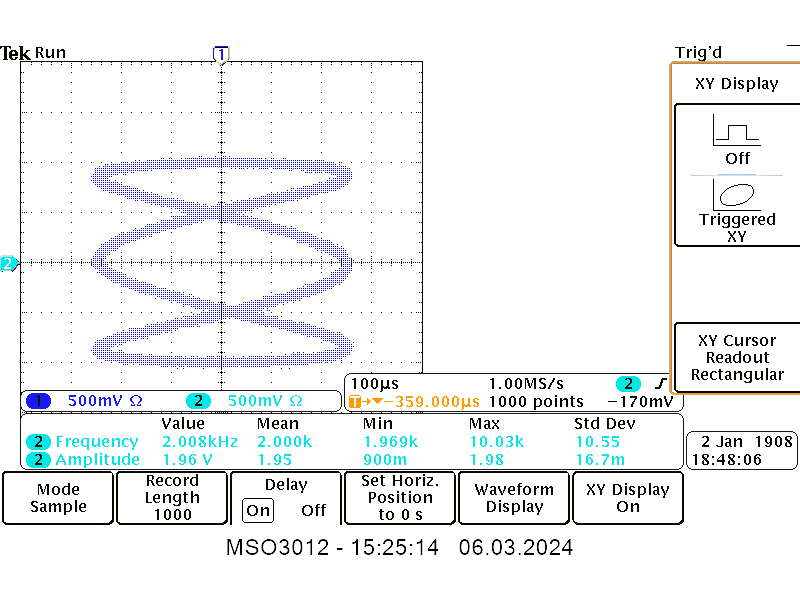 Tek Run
Trig'd
1
XY Display
Off
Triggered
XY
2
XY Cursor
Readout
Rectangular
1 500mV Ω 2 500mV Ω
100µs 1.00MS/s 2
T→▼−359.000µs 1000 points −170mV
Value Mean Min Max Std Dev
2 Frequency 2.008kHz 2.000k 1.969k 10.03k 10.55
2 Amplitude 1.96 V 1.95 900m 1.98 16.7m
2 Jan 1908
18:48:06
Mode
Sample
Record
Length
1000
Delay
On Off
Set Horiz.
Position
to 0 s
Waveform
Display
XY Display
On
MSO3012 - 15:25:14 06.03.2024